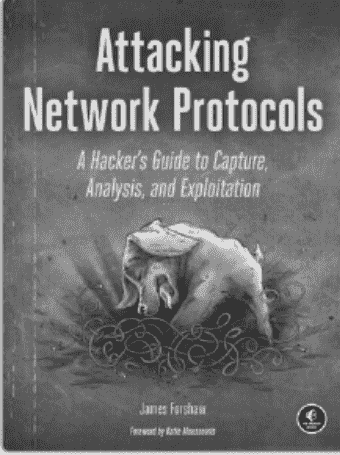 Attacking
Network Protocols
A Hacker's Guide to Capture,
Analysis, and Exploitation
James Forshaw
Foreword by Katie Moussouris